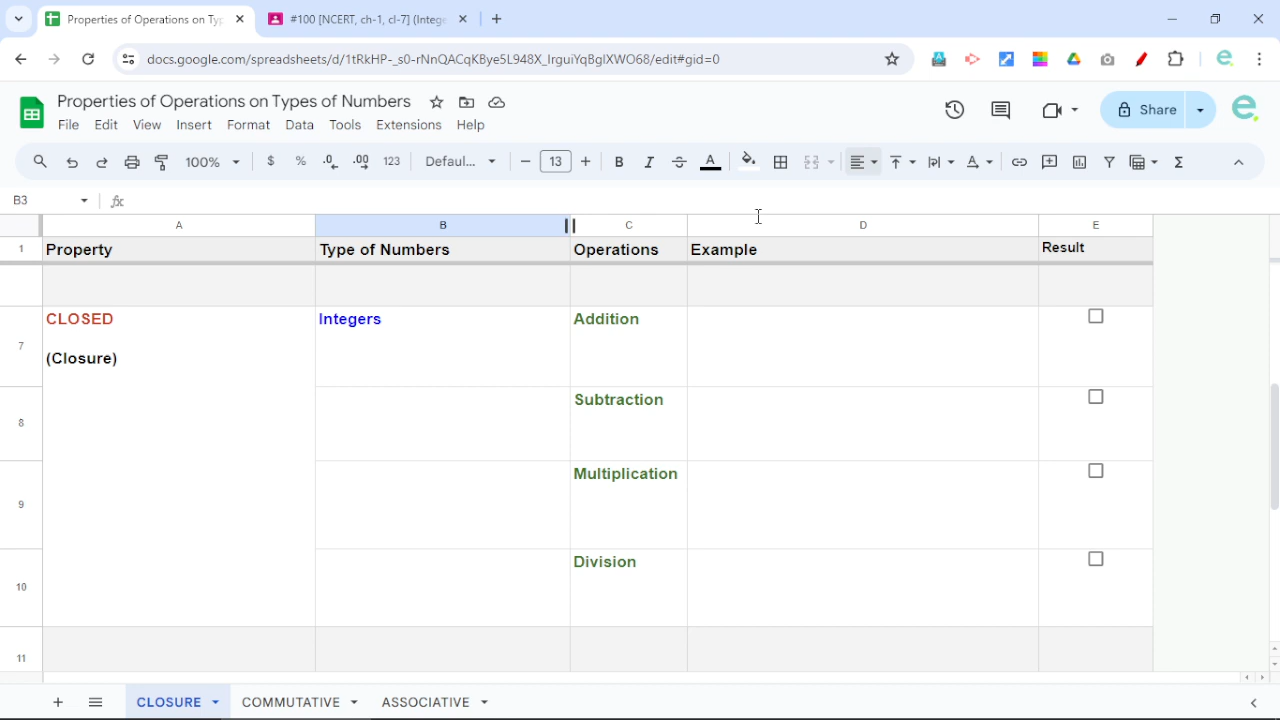 Properties of Operations on Ty
#100 [NCERT, ch-1, cl-7] (Intege
docs.google.com/spreadsheets/d/1tRkHP-_s0-rNnQACqKBye5L948X_IrguiYqBgIXWO68/edit#gid=0
Properties of Operations on Types of Numbers
File Edit View Insert Format Data Tools Extensions Help
Share
100% $ % .0 .00 123 Defaul... 13 B I A
B3 fx
A B C D E
1 Property Type of Numbers Operations Example Result
7 CLOSED Integers Addition
(Closure)
8 Subtraction
9 Multiplication
10 Division
11
CLOSURE COMMUTATIVE ASSOCIATIVE